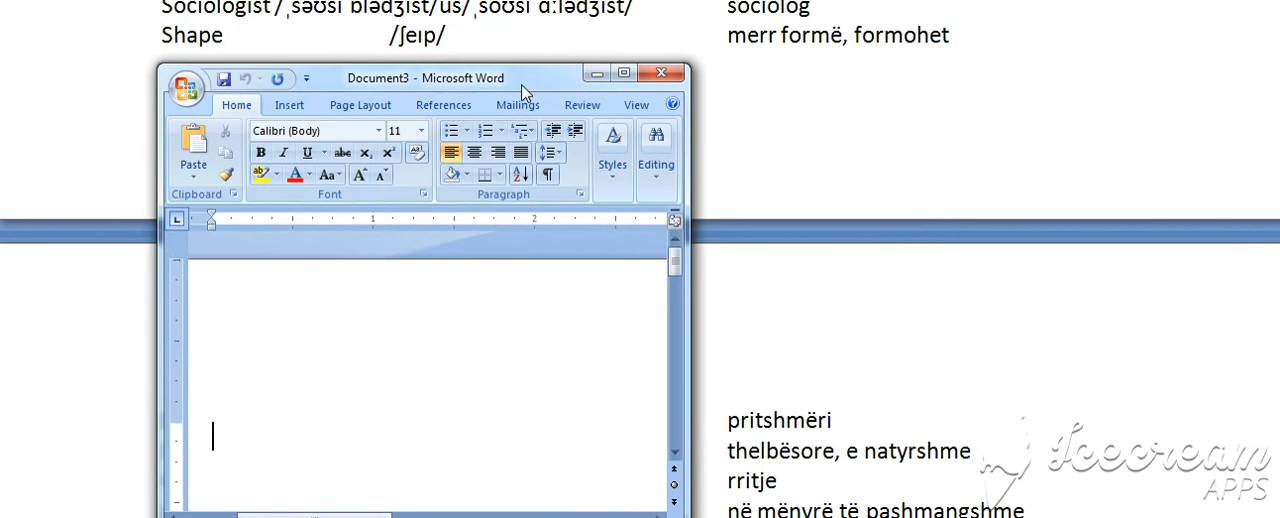 Sociologist /ˌsəʊsiˈɒlədʒɪst/us/ˌsoʊsiˈɑːlədʒɪst/ sociolog
Shape /ʃeɪp/ merr formë, formohet
Document3 - Microsoft Word
Home Insert Page Layout References Mailings Review View
Calibri (Body) 11
Paste Styles Editing
Clipboard Font Paragraph
1 2
pritshmëri
thelbësore, e natyrshme
rritje
në mënyrë të pashmangshme
Icecream
APPS